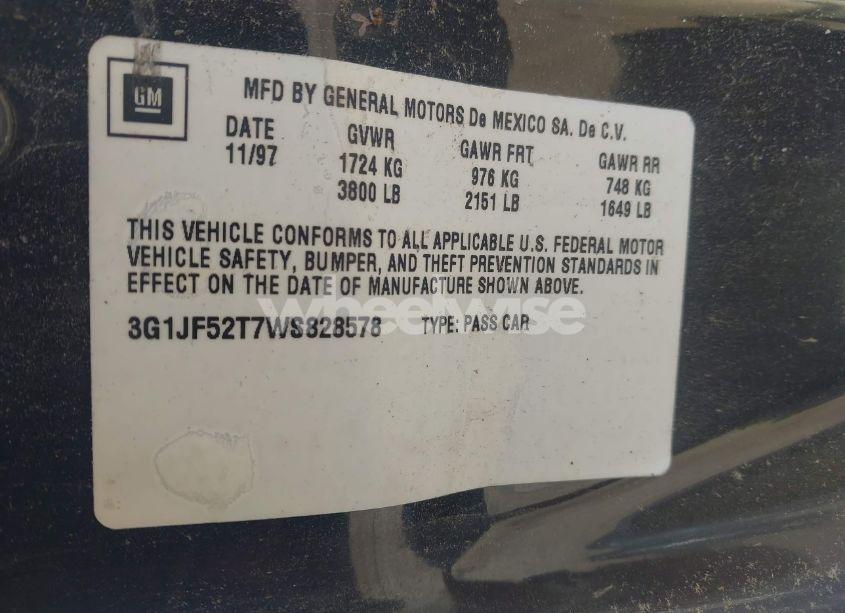 GM
MFD BY GENERAL MOTORS De MEXICO SA. De C.V.
DATE GVWR GAWR FRT GAWR RR
11/97 1724 KG 976 KG 748 KG
3800 LB 2151 LB 1649 LB
THIS VEHICLE CONFORMS TO ALL APPLICABLE U.S. FEDERAL MOTOR
VEHICLE SAFETY, BUMPER, AND THEFT PREVENTION STANDARDS IN
EFFECT ON THE DATE OF MANUFACTURE SHOWN ABOVE.
wheelwise
3G1JF52T7WS828578 TYPE: PASS CAR